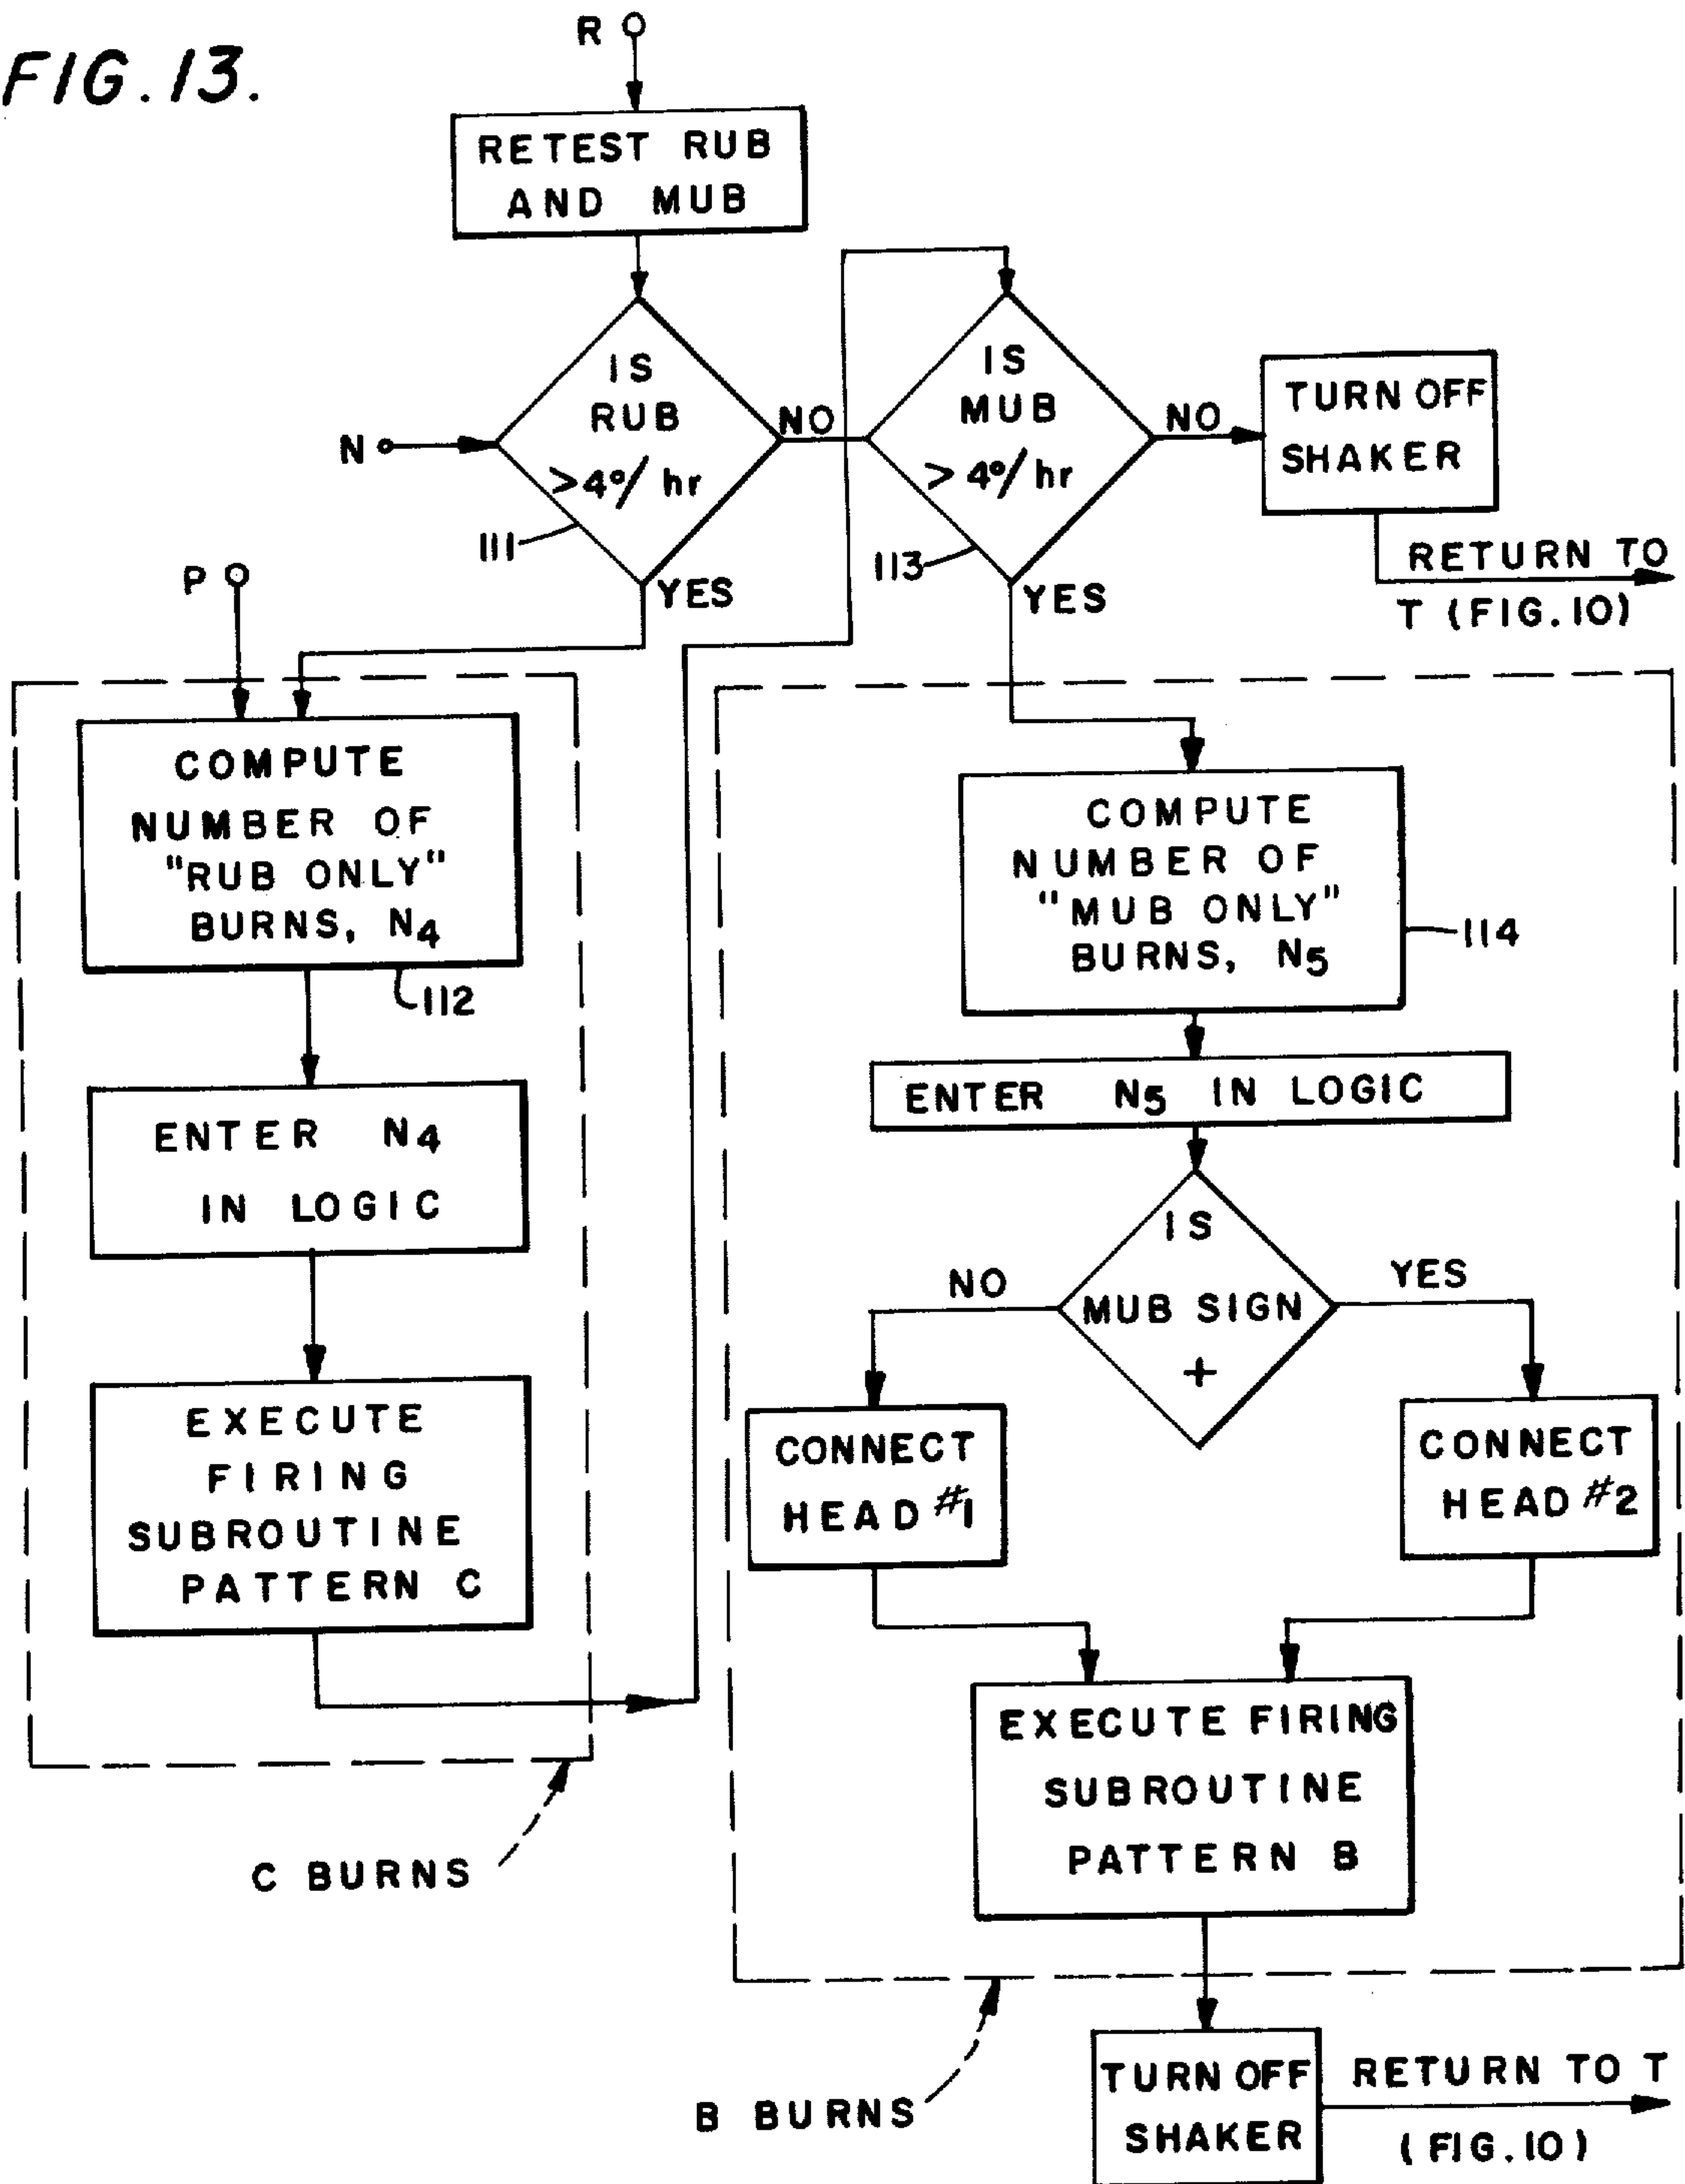 FIG. 13.
R
RETEST RUB
AND MUB
IS
RUB
>4°/hr
N
NO
111
YES
IS
MUB
> 4°/hr
NO
113
YES
TURN OFF
SHAKER
RETURN TO
T (FIG. 10)
P
COMPUTE
NUMBER OF
"RUB ONLY"
BURNS, N4
112
ENTER N4
IN LOGIC
EXECUTE
FIRING
SUBROUTINE
PATTERN C
C BURNS
COMPUTE
NUMBER OF
"MUB ONLY"
BURNS, N5
114
ENTER N5 IN LOGIC
IS
MUB SIGN
+
NO
YES
CONNECT
HEAD #1
CONNECT
HEAD #2
EXECUTE FIRING
SUBROUTINE
PATTERN B
B BURNS
TURN OFF
SHAKER
RETURN TO T
(FIG. 10)